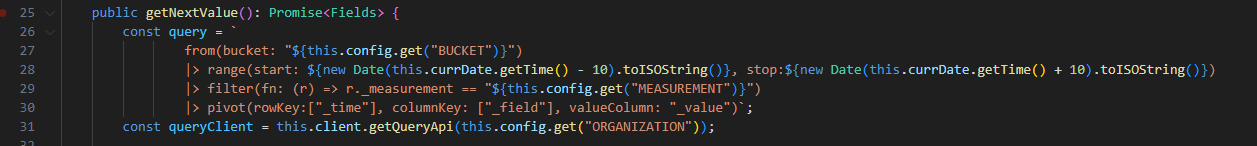 25 public getNextValue(): Promise<Fields> {
26 const query = `
27 from(bucket: "${this.config.get("BUCKET")}")
28 |> range(start: ${new Date(this.currDate.getTime() - 10).toISOString()}, stop:${new Date(this.currDate.getTime() + 10).toISOString()})
29 |> filter(fn: (r) => r._measurement == "${this.config.get("MEASUREMENT")}")
30 |> pivot(rowKey:["_time"], columnKey: ["_field"], valueColumn: "_value")`;
31 const queryClient = this.client.getQueryApi(this.config.get("ORGANIZATION"));
32